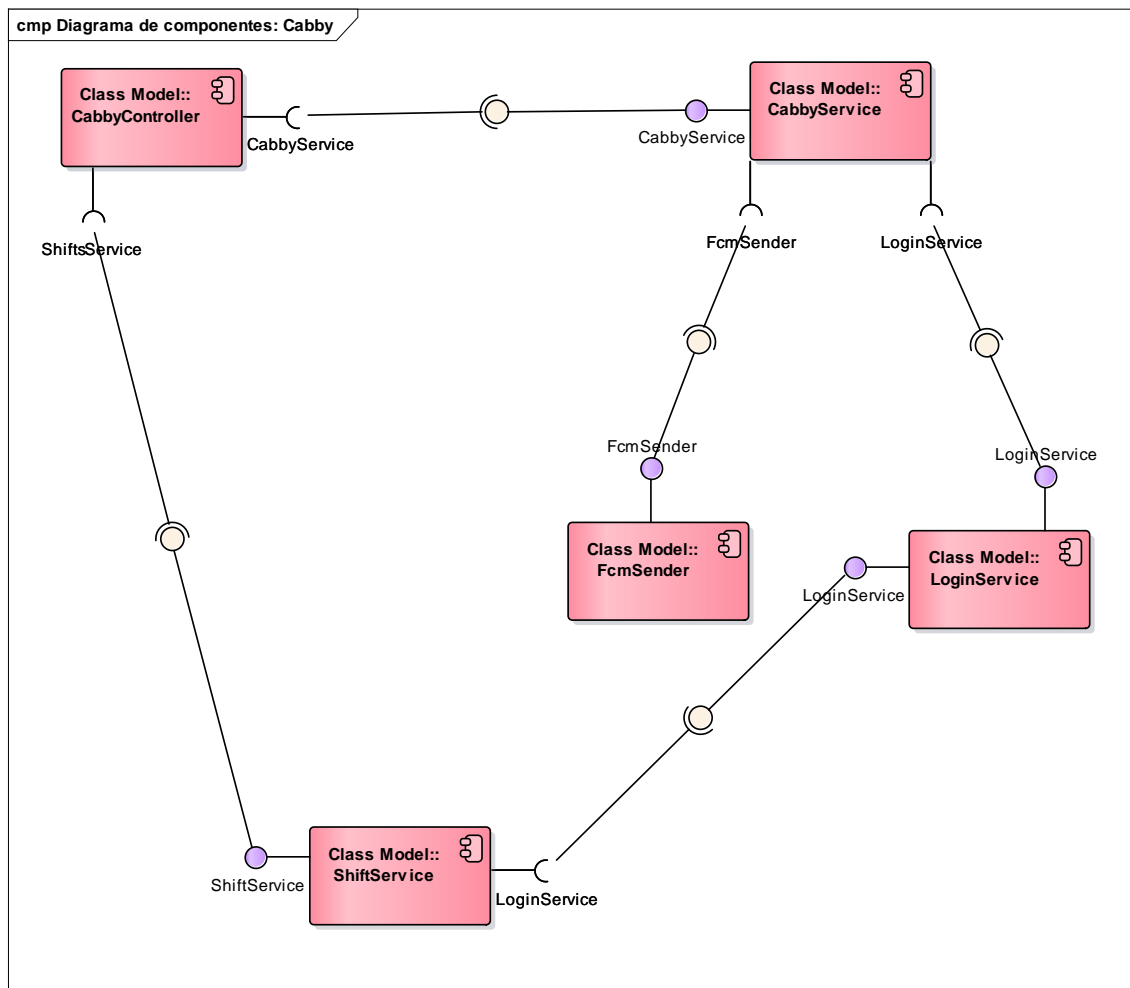 cmp Diagrama de componentes: Cabby
Class Model::
CabbyController
CabbyService
CabbyService
Class Model::
CabbyService
ShiftsService
FcmSender
LoginService
FcmSender
LoginService
Class Model::
FcmSender
Class Model::
LoginService
LoginService
ShiftService
Class Model::
ShiftService
LoginService